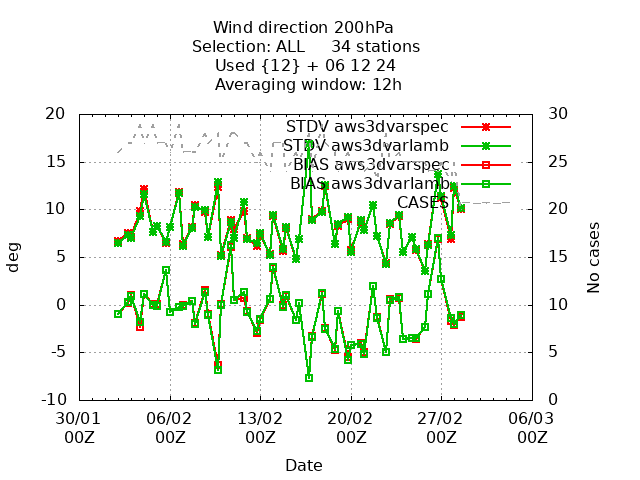 Wind direction 200hPa
Selection: ALL     34 stations
Used {12} + 06 12 24
Averaging window: 12h
20
15
10
5
0
-5
-10
30
20
10
0
deg
No cases
STDV aws3dvarspec
STDV aws3dvarlamb
BIAS aws3dvarspec
BIAS aws3dvarlamb
CASES
30/01 06/02 13/02 20/02 27/02 06/03
00Z 00Z 00Z 00Z 00Z 00Z
Date